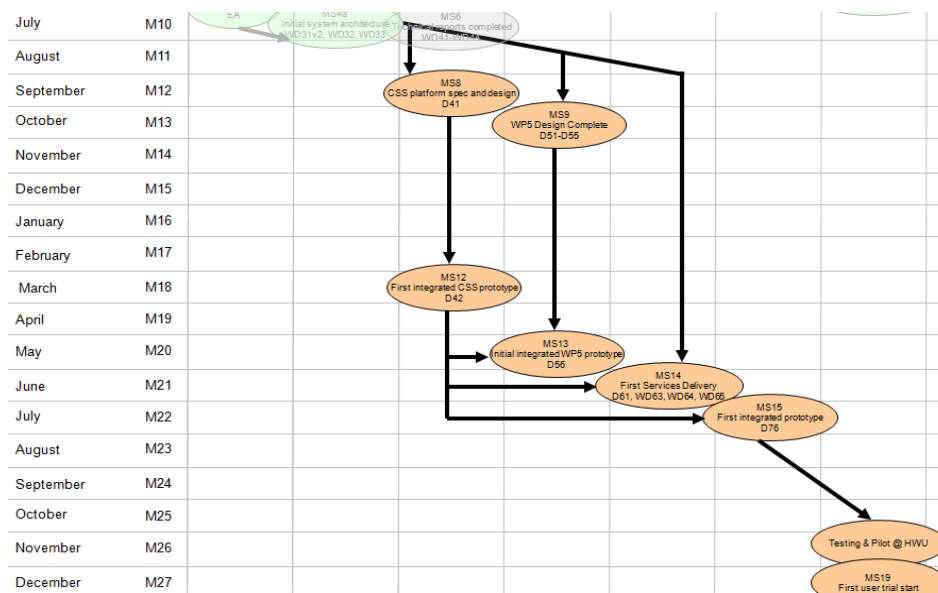 EA
MS4a
Initial system architecture
WD31v2, WD32, WD33
MS6
Technical reports completed
July M10
August M11
September M12
MS8
CSS platform spec and design
D41
October M13
MS9
WP5 Design Complete
D51-D55
November M14
December M15
January M16
February M17
March M18
MS12
First integrated CSS prototype
D42
April M19
May M20
MS13
Initial integrated WP5 prototype
D56
June M21
MS14
First Services Delivery
D61, WD63, WD64, WD65
July M22
MS15
First integrated prototype
D76
August M23
September M24
October M25
November M26
Testing & Pilot @ HWU
December M27
MS19
First user trial start